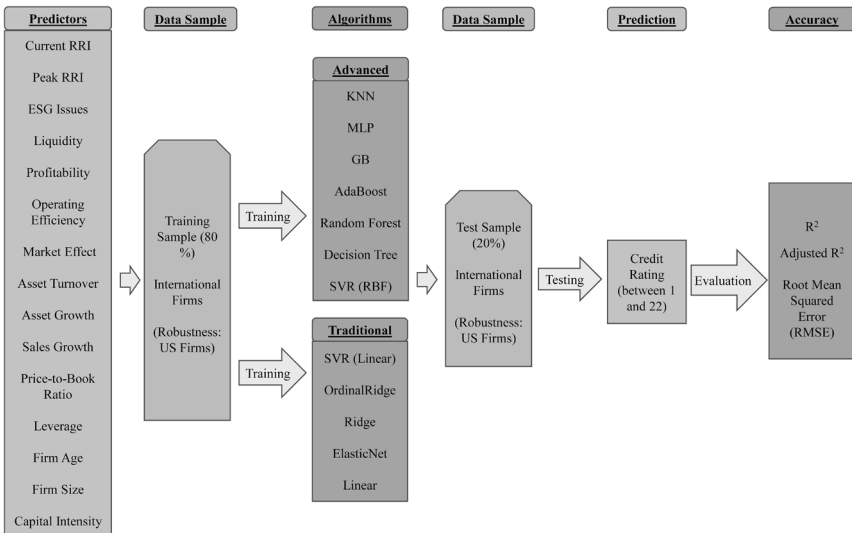 Predictors
Current RRI
Peak RRI
ESG Issues
Liquidity
Profitability
Operating
Efficiency
Market Effect
Asset Turnover
Asset Growth
Sales Growth
Price-to-Book
Ratio
Leverage
Firm Age
Firm Size
Capital Intensity
Data Sample
Training
Sample (80
%)
International
Firms
(Robustness:
US Firms)
Training
Training
Algorithms
Advanced
KNN
MLP
GB
AdaBoost
Random Forest
Decision Tree
SVR (RBF)
Traditional
SVR (Linear)
OrdinalRidge
Ridge
ElasticNet
Linear
Data Sample
Test Sample
(20%)
International
Firms
(Robustness:
US Firms)
Testing
Prediction
Credit
Rating
(between 1
and 22)
Evaluation
Accuracy
R²
Adjusted R²
Root Mean
Squared
Error
(RMSE)